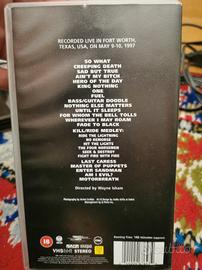 RECORDED LIVE IN FORT WORTH,
TEXAS, USA, ON MAY 9-10, 1997
SO WHAT
CREEPING DEATH
SAD BUT TRUE
AIN'T MY BITCH
HERO OF THE DAY
KING NOTHING
ONE
FUEL
BASS/GUITAR DOODLE
NOTHING ELSE MATTERS
UNTIL IT SLEEPS
FOR WHOM THE BELL TOLLS
WHEREVER I MAY ROAM
FADE TO BLACK
KILL/RIDE MEDLEY:
RIDE THE LIGHTNING
NO REMORSE
HIT THE LIGHTS
THE FOUR HORSEMEN
SEEK & DESTROY
FIGHT FIRE WITH FIRE
LAST CARESS
MASTER OF PUPPETS
ENTER SANDMAN
AM I EVIL?
MOTORBREATH
Directed by Wayne Isham
18
VHS
STEREO